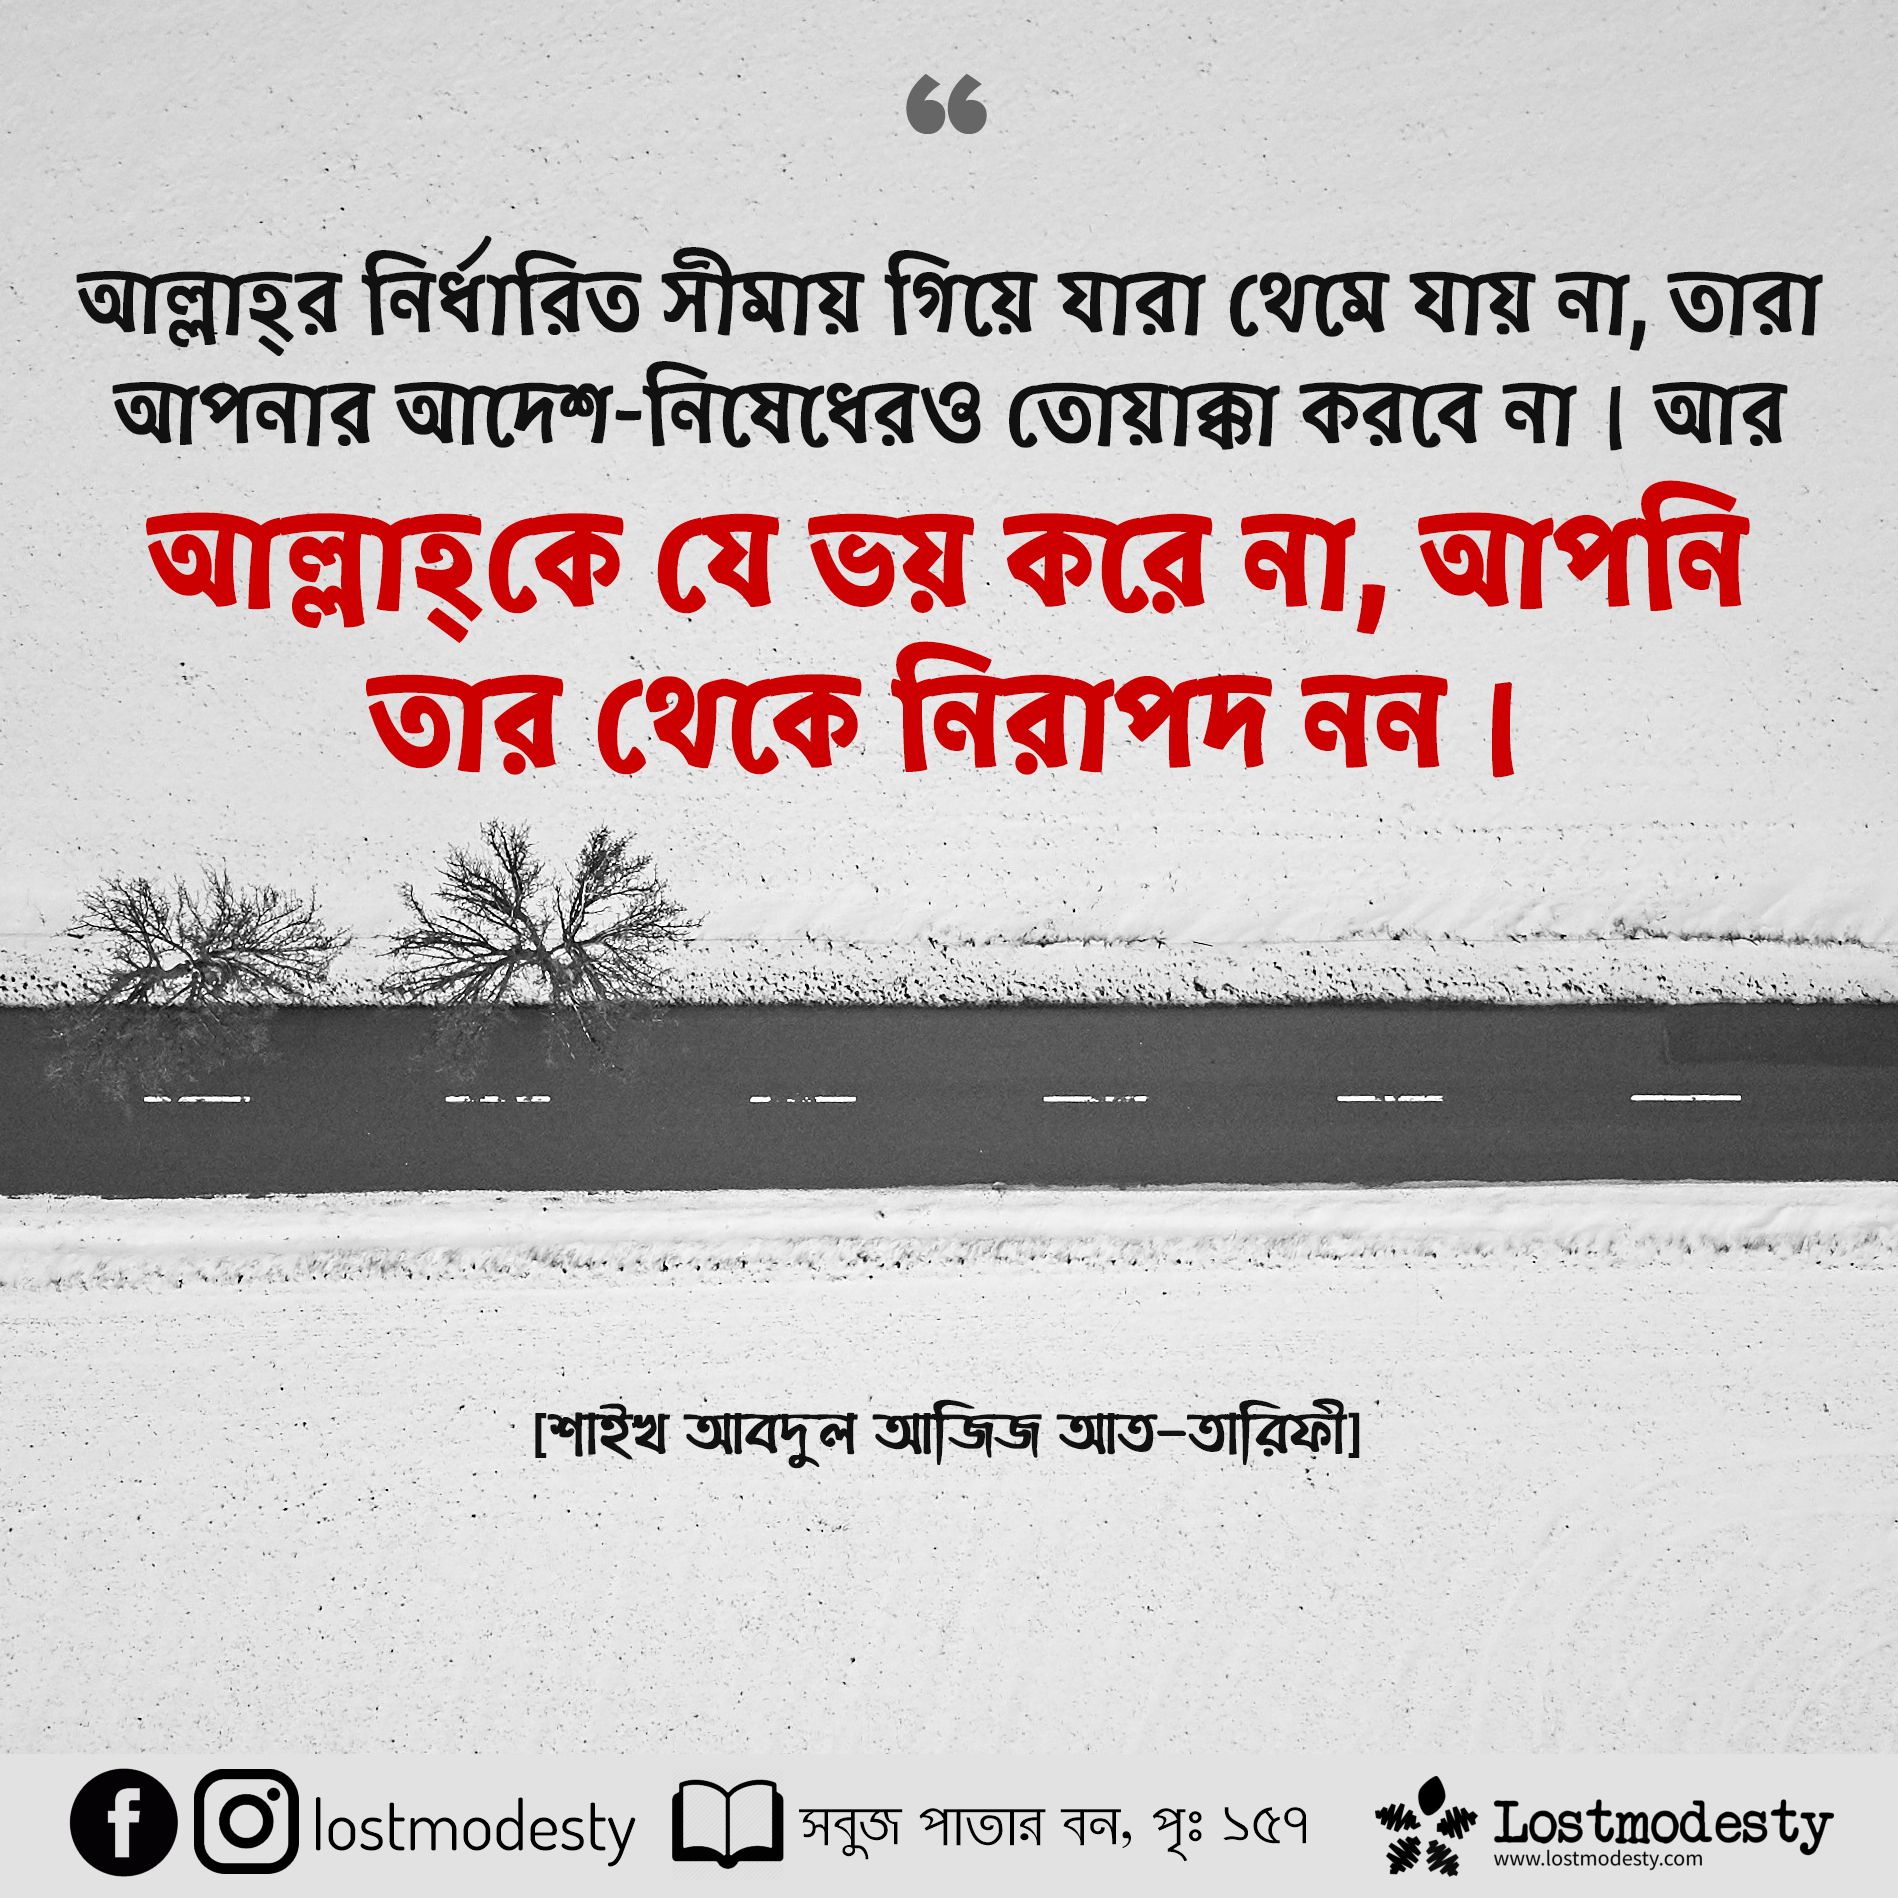 “
আল্লাহ্‌র নির্ধারিত সীমায় গিয়ে যারা থেমে যায় না, তারা
আপনার আদেশ-নিষেধেরও তোয়াক্কা করবে না। আর
আল্লাহ্‌কে যে ভয় করে না, আপনি
তার থেকে নিরাপদ নন।
[শাইখ আবদুল আজিজ আত-তারিফী]
lostmodesty
সবুজ পাতার বন, পৃঃ ১৫৭
Lostmodesty
www.lostmodesty.com